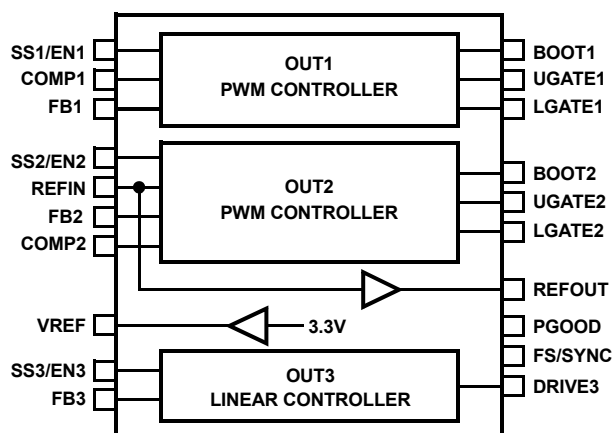 SS1/EN1
COMP1
FB1
OUT1
PWM CONTROLLER
BOOT1
UGATE1
LGATE1
SS2/EN2
REFIN
FB2
COMP2
OUT2
PWM CONTROLLER
BOOT2
UGATE2
LGATE2
REFOUT
VREF
3.3V
PGOOD
FS/SYNC
SS3/EN3
FB3
OUT3
LINEAR CONTROLLER
DRIVE3